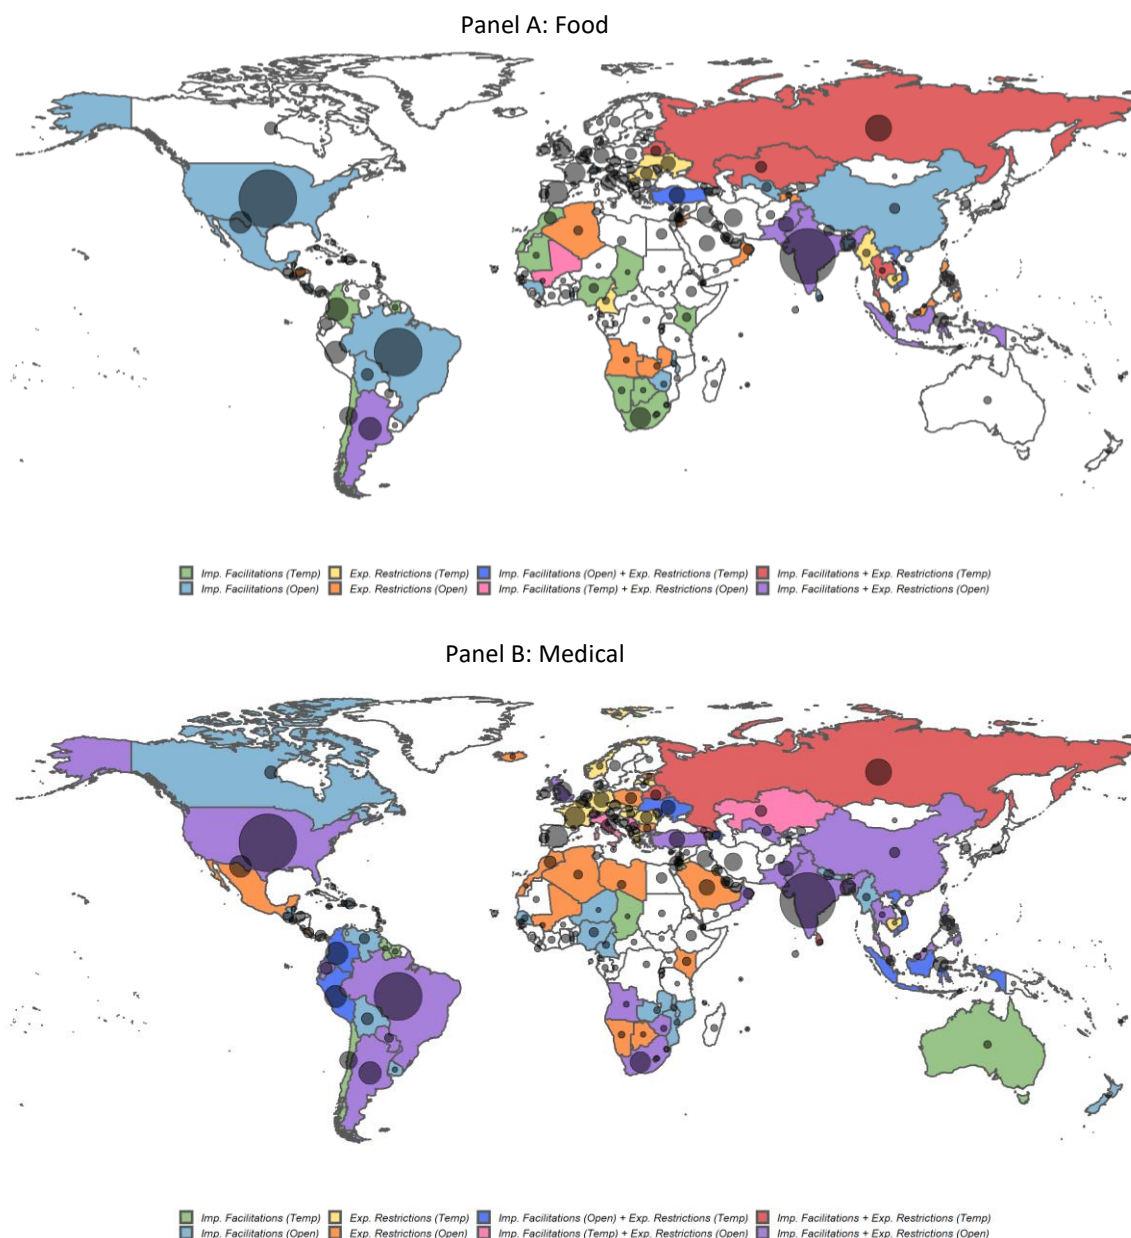 Panel A: Food
Imp. Facilitations (Temp) Exp. Restrictions (Temp) Imp. Facilitations (Open) + Exp. Restrictions (Temp) Imp. Facilitations + Exp. Restrictions (Temp)
Imp. Facilitations (Open) Exp. Restrictions (Open) Imp. Facilitations (Temp) + Exp. Restrictions (Open) Imp. Facilitations + Exp. Restrictions (Open)
Panel B: Medical
Imp. Facilitations (Temp) Exp. Restrictions (Temp) Imp. Facilitations (Open) + Exp. Restrictions (Temp) Imp. Facilitations + Exp. Restrictions (Temp)
Imp. Facilitations (Open) Exp. Restrictions (Open) Imp. Facilitations (Temp) + Exp. Restrictions (Open) Imp. Facilitations + Exp. Restrictions (Open)